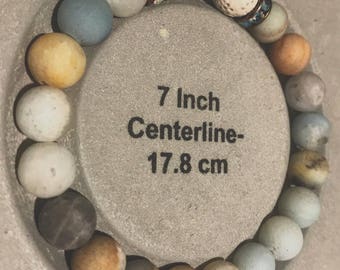 7 Inch
Centerline-
17.8 cm